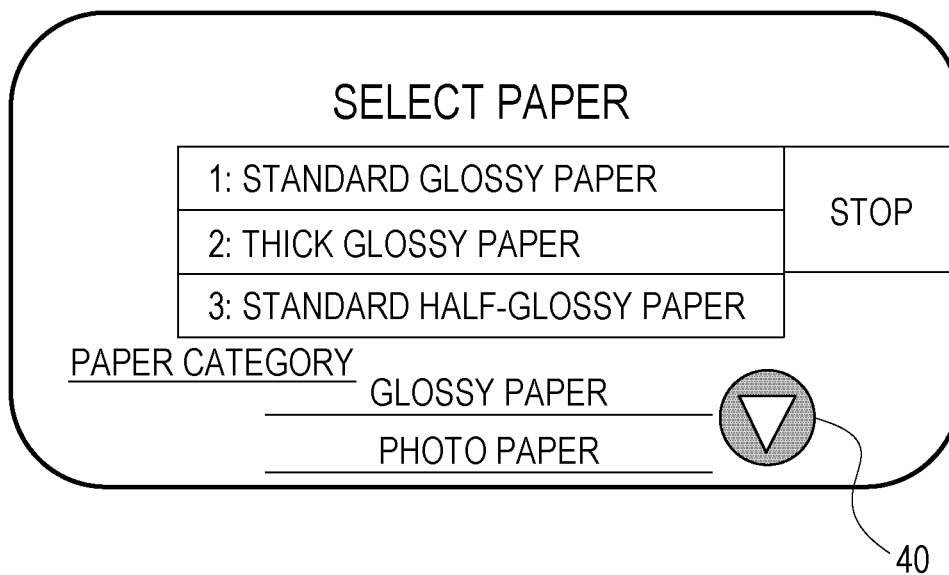 SELECT PAPER
1: STANDARD GLOSSY PAPER
STOP
2: THICK GLOSSY PAPER
3: STANDARD HALF-GLOSSY PAPER
PAPER CATEGORY
GLOSSY PAPER
PHOTO PAPER
40